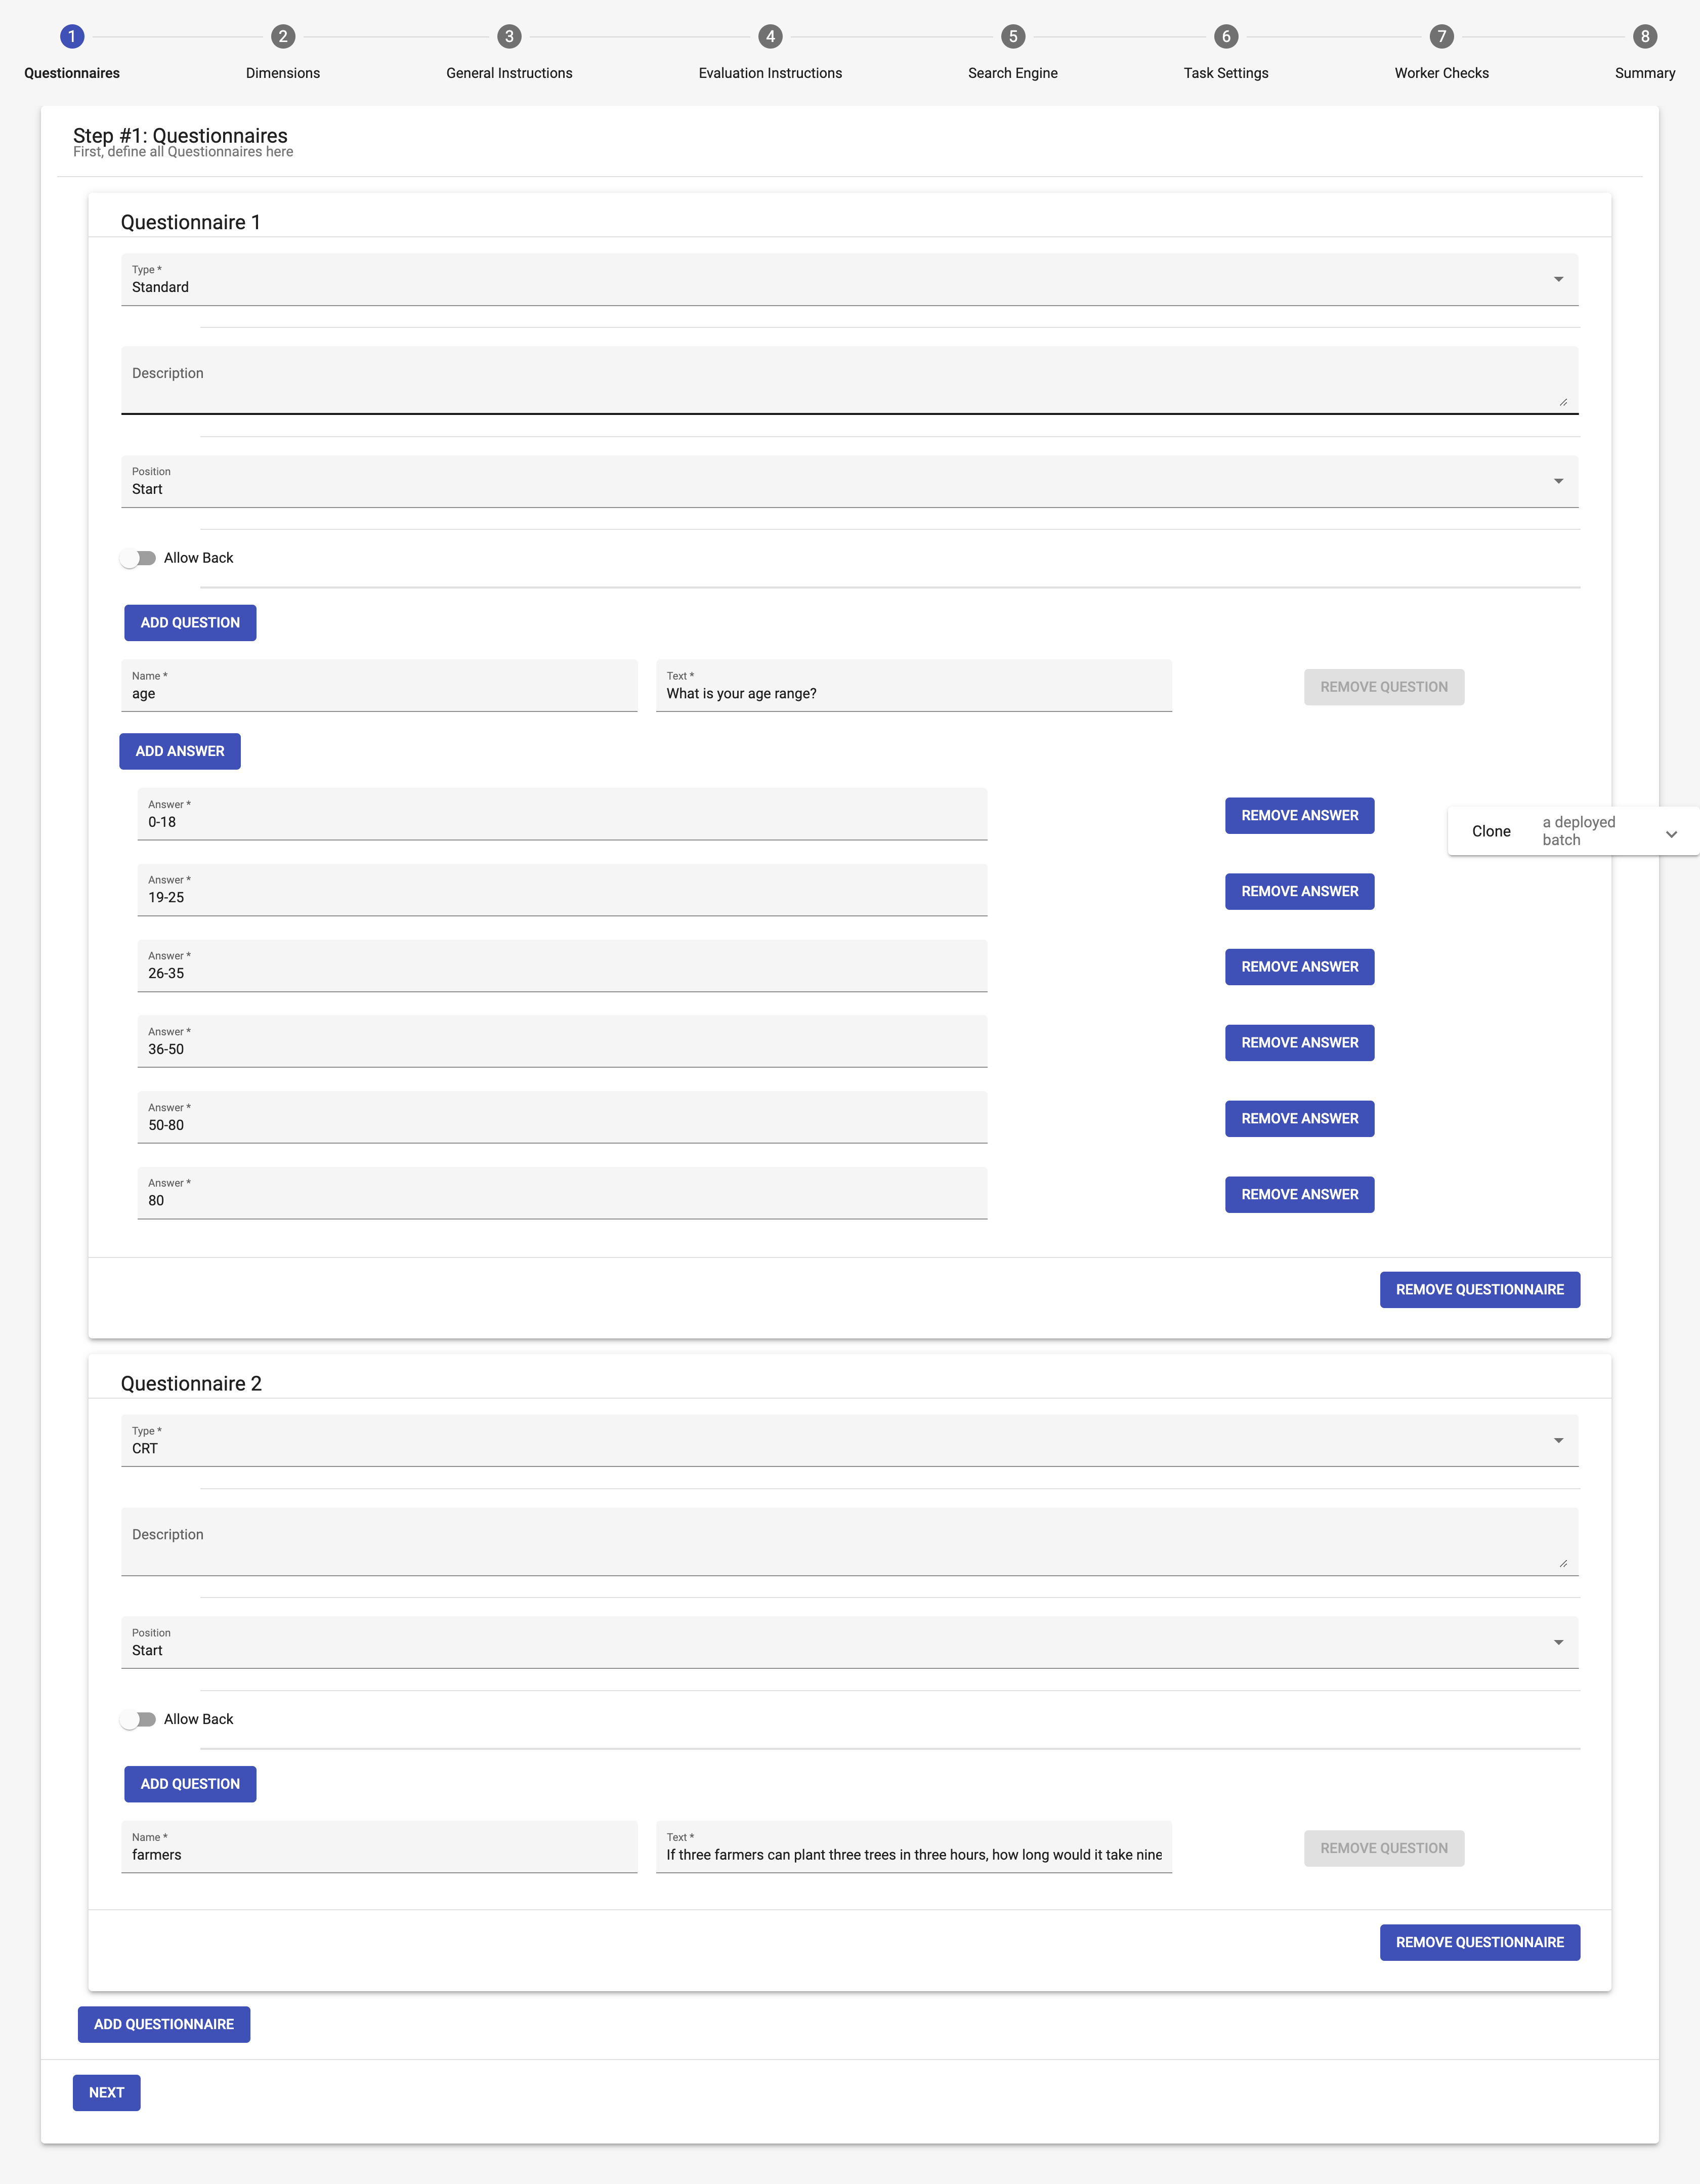 1
2
3
4
5
6
7
8
Questionnaires
Dimensions
General Instructions
Evaluation Instructions
Search Engine
Task Settings
Worker Checks
Summary
Step #1: Questionnaires
First, define all Questionnaires here
Questionnaire 1
Type *
Standard
Description
Position
Start
Allow Back
ADD QUESTION
Name *
age
Text *
What is your age range?
REMOVE QUESTION
ADD ANSWER
Answer *
0-18
REMOVE ANSWER
Clone
a deployed
batch
Answer *
19-25
REMOVE ANSWER
Answer *
26-35
REMOVE ANSWER
Answer *
36-50
REMOVE ANSWER
Answer *
50-80
REMOVE ANSWER
Answer *
80
REMOVE ANSWER
REMOVE QUESTIONNAIRE
Questionnaire 2
Type *
CRT
Description
Position
Start
Allow Back
ADD QUESTION
Name *
farmers
Text *
If three farmers can plant three trees in three hours, how long would it take nine
REMOVE QUESTION
REMOVE QUESTIONNAIRE
ADD QUESTIONNAIRE
NEXT